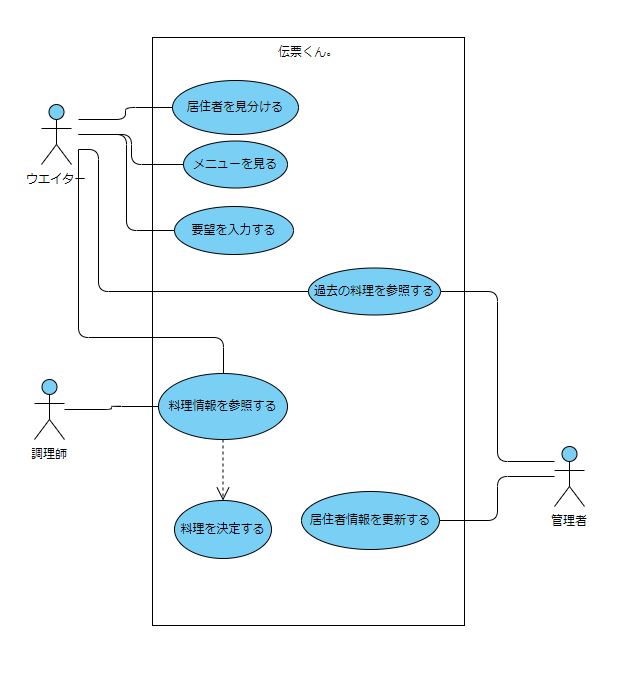 伝票くん。
居住者を見分ける
メニューを見る
ウエイター
要望を入力する
過去の料理を参照する
料理情報を参照する
調理師
居住者情報を更新する
管理者
料理を決定する